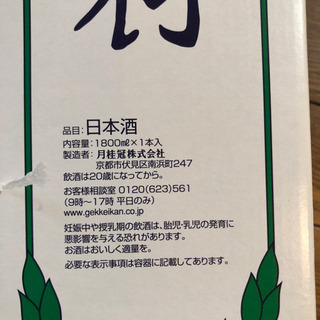 品目:日本酒
内容量:1800㎖×1本入
製造者:月桂冠株式会社
京都市伏見区南浜町247
飲酒は20歳になってから。
お客様相談室 0120(623)561
(9時〜17時 平日のみ)
www.gekkeikan.co.jp
妊娠中や授乳期の飲酒は、胎児・乳児の発育に
悪影響を与える恐れがあります。
お酒はおいしく適量を。
必要な表示事項は容器に記載してあります。